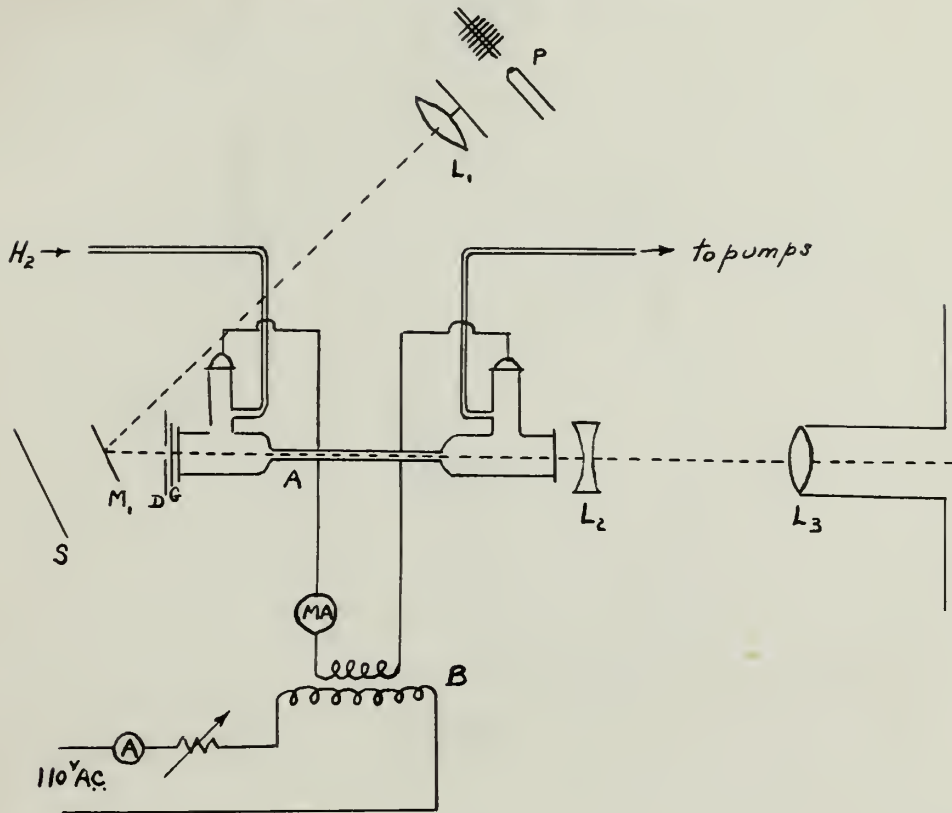 P
L₁
H₂ →
→ to pumps
A
M₁
D G
L₂
L₃
S
MA
B
A
110ᵛ A.C.